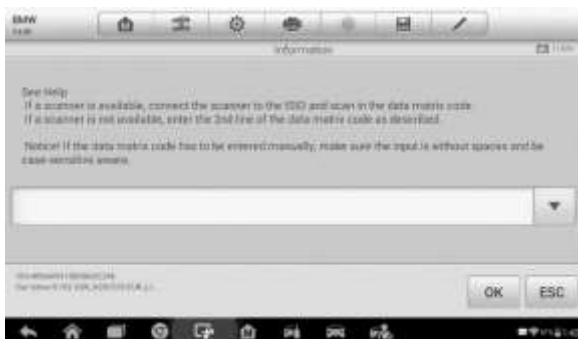 BMW
Information
See Help
If a scanner is available, connect the scanner to the ISID and scan in the data matrix code.
If a scanner is not available, enter the 2nd line of the data matrix code as described.
Notice! If the data matrix code has to be entered manually, make sure the input is without spaces and be
case-sensitive aware.
OK
ESC